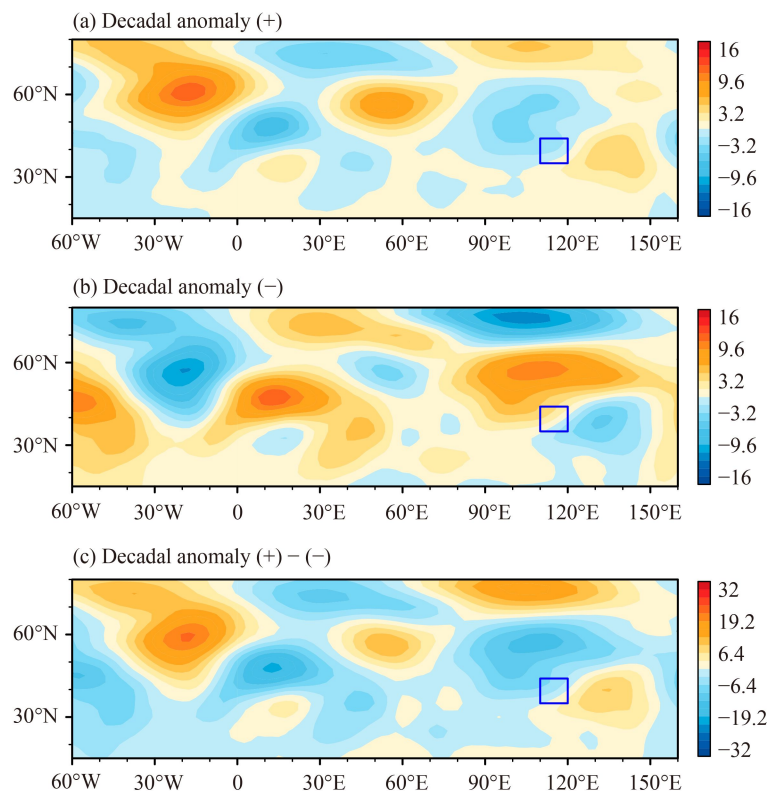 (a) Decadal anomaly (+)
60°N
30°N
60°W 30°W 0 30°E 60°E 90°E 120°E 150°E
16
9.6
3.2
−3.2
−9.6
−16
(b) Decadal anomaly (−)
60°N
30°N
60°W 30°W 0 30°E 60°E 90°E 120°E 150°E
16
9.6
3.2
−3.2
−9.6
−16
(c) Decadal anomaly (+) − (−)
60°N
30°N
60°W 30°W 0 30°E 60°E 90°E 120°E 150°E
32
19.2
6.4
−6.4
−19.2
−32